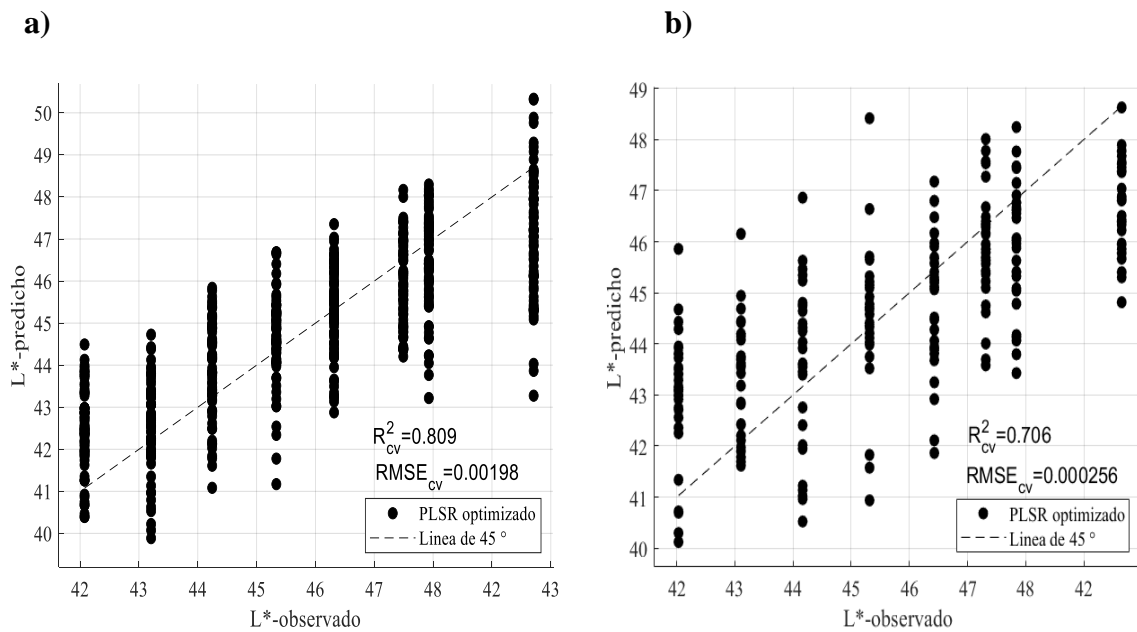 a)
50
49
48
47
46
45
44
43
42
41
40
L*-predicho
R²cv=0.809
RMSEcv=0.00198
PLSR optimizado
Linea de 45 °
42 43 44 45 46 47 48 42 43
L*-observado
b)
49
48
47
46
45
44
43
42
41
40
L*-predicho
R²cv=0.706
RMSEcv=0.000256
PLSR optimizado
Linea de 45 °
42 43 44 45 46 47 48 42
L*-observado